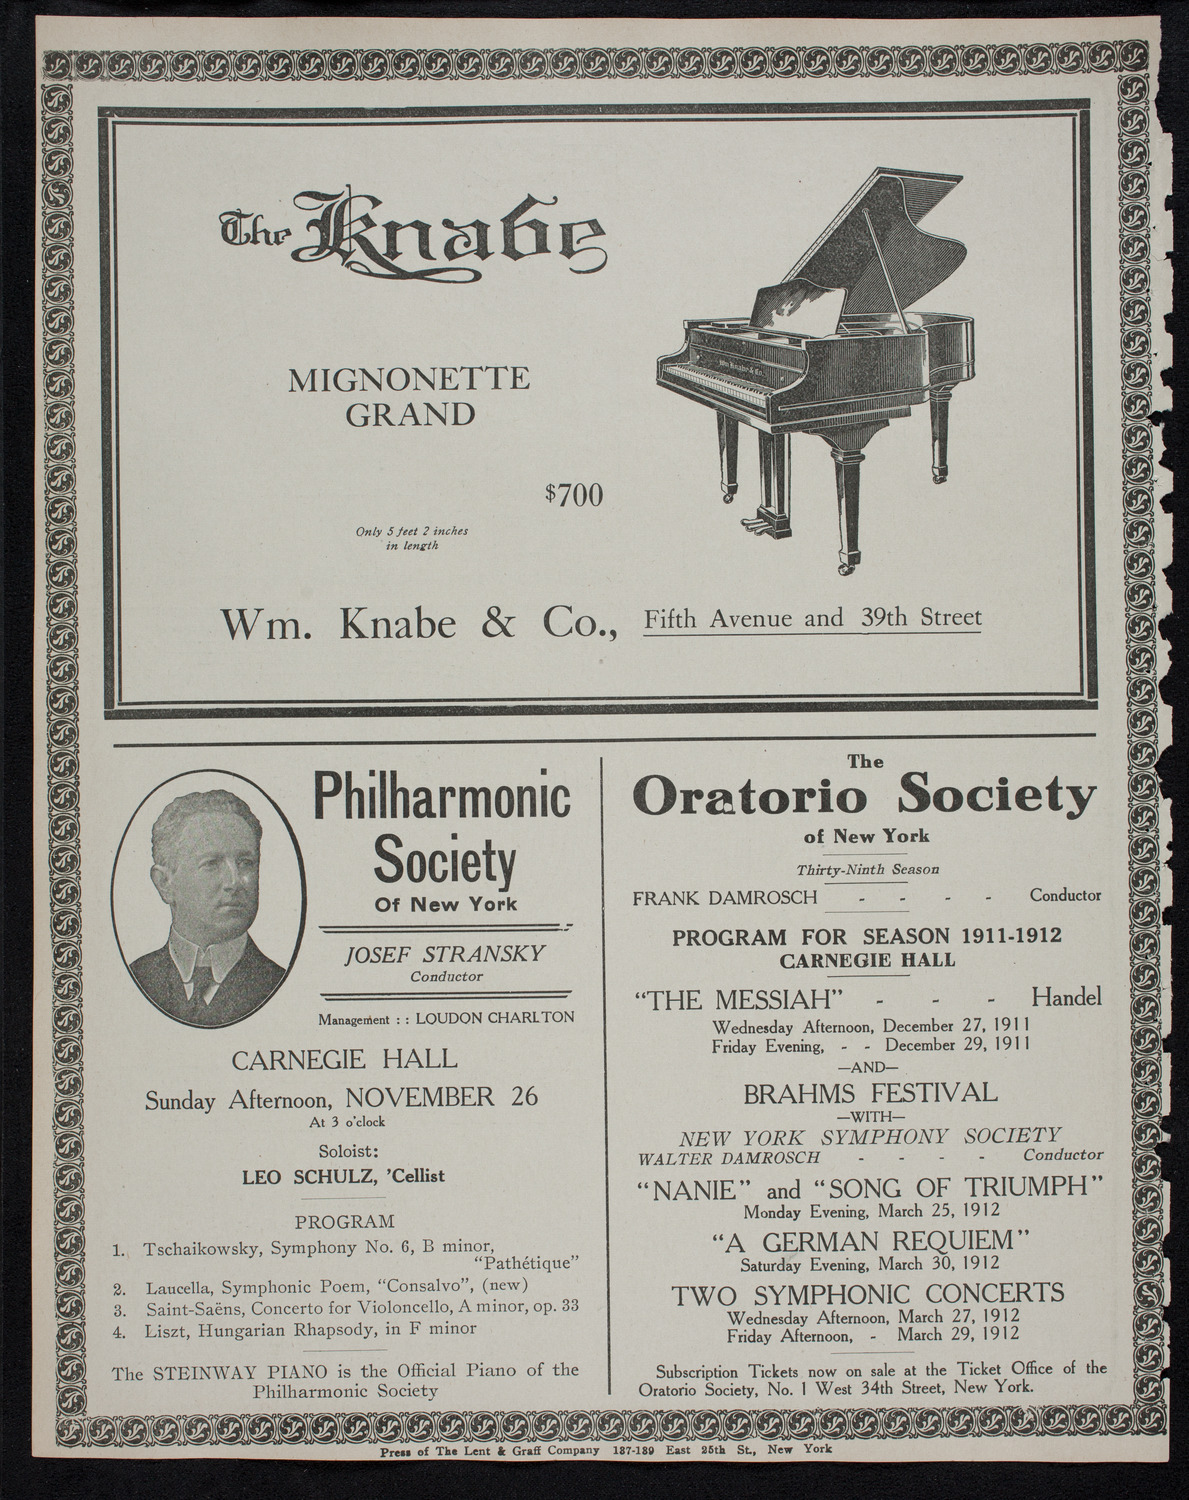 The Knabe
MIGNONETTE
GRAND
$700
Only 5 feet 2 inches
in length
Wm. Knabe & Co.
Wm. Knabe & Co., Fifth Avenue and 39th Street
Philharmonic
Society
Of New York
JOSEF STRANSKY
Conductor
Management : : LOUDON CHARLTON
CARNEGIE HALL
Sunday Afternoon, NOVEMBER 26
At 3 o'clock
Soloist:
LEO SCHULZ, 'Cellist
PROGRAM
1. Tschaikowsky, Symphony No. 6, B minor,
"Pathétique"
2. Laucella, Symphonic Poem, "Consalvo", (new)
3. Saint-Saëns, Concerto for Violoncello, A minor, op. 33
4. Liszt, Hungarian Rhapsody, in F minor
The STEINWAY PIANO is the Official Piano of the
Philharmonic Society
The
Oratorio Society
of New York
Thirty-Ninth Season
FRANK DAMROSCH - - - - Conductor
PROGRAM FOR SEASON 1911-1912
CARNEGIE HALL
"THE MESSIAH" - - - Handel
Wednesday Afternoon, December 27, 1911
Friday Evening, - - December 29, 1911
—AND—
BRAHMS FESTIVAL
—WITH—
NEW YORK SYMPHONY SOCIETY
WALTER DAMROSCH - - - - Conductor
"NANIE" and "SONG OF TRIUMPH"
Monday Evening, March 25, 1912
"A GERMAN REQUIEM"
Saturday Evening, March 30, 1912
TWO SYMPHONIC CONCERTS
Wednesday Afternoon, March 27, 1912
Friday Afternoon, - March 29, 1912
Subscription Tickets now on sale at the Ticket Office of the
Oratorio Society, No. 1 West 34th Street, New York.
Press of The Lent & Graff Company 137-139 East 25th St., New York